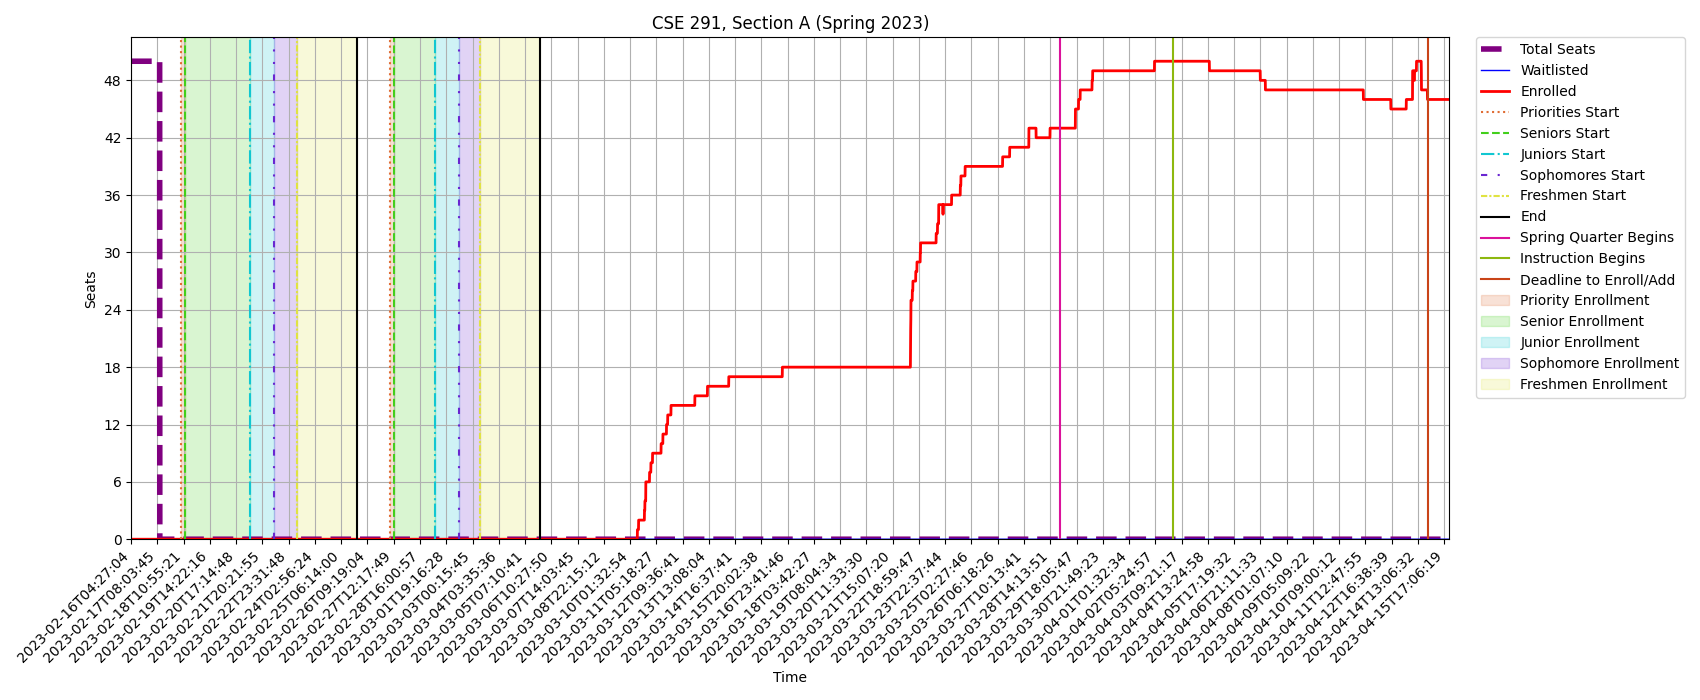 CSE 291, Section A (Spring 2023)
Seats
48
42
36
30
24
18
12
6
0
2023-02-16T04:27:04
2023-02-17T08:03:45
2023-02-18T10:55:21
2023-02-19T14:22:16
2023-02-20T17:14:48
2023-02-21T20:21:55
2023-02-22T23:31:48
2023-02-24T02:56:24
2023-02-25T06:14:00
2023-02-26T09:19:04
2023-02-27T12:17:49
2023-02-28T16:00:57
2023-03-01T19:16:28
2023-03-03T00:15:45
2023-03-04T03:35:36
2023-03-05T07:10:41
2023-03-06T10:27:50
2023-03-07T14:03:45
2023-03-08T22:15:12
2023-03-10T01:32:54
2023-03-11T05:18:27
2023-03-12T09:36:41
2023-03-13T13:08:04
2023-03-14T16:37:41
2023-03-15T20:02:38
2023-03-16T23:41:46
2023-03-18T03:42:27
2023-03-19T08:04:34
2023-03-20T11:33:30
2023-03-21T15:07:20
2023-03-22T18:59:47
2023-03-23T22:37:44
2023-03-25T02:27:46
2023-03-26T06:18:26
2023-03-27T10:13:41
2023-03-28T14:13:51
2023-03-29T18:05:47
2023-03-30T21:49:23
2023-04-01T01:32:34
2023-04-02T05:24:57
2023-04-03T09:21:17
2023-04-04T13:24:58
2023-04-05T17:19:32
2023-04-06T21:11:33
2023-04-08T01:07:10
2023-04-09T05:09:22
2023-04-10T09:00:12
2023-04-11T12:47:55
2023-04-12T16:38:39
2023-04-14T13:06:32
2023-04-15T17:06:19
Time
Total Seats
Waitlisted
Enrolled
Priorities Start
Seniors Start
Juniors Start
Sophomores Start
Freshmen Start
End
Spring Quarter Begins
Instruction Begins
Deadline to Enroll/Add
Priority Enrollment
Senior Enrollment
Junior Enrollment
Sophomore Enrollment
Freshmen Enrollment